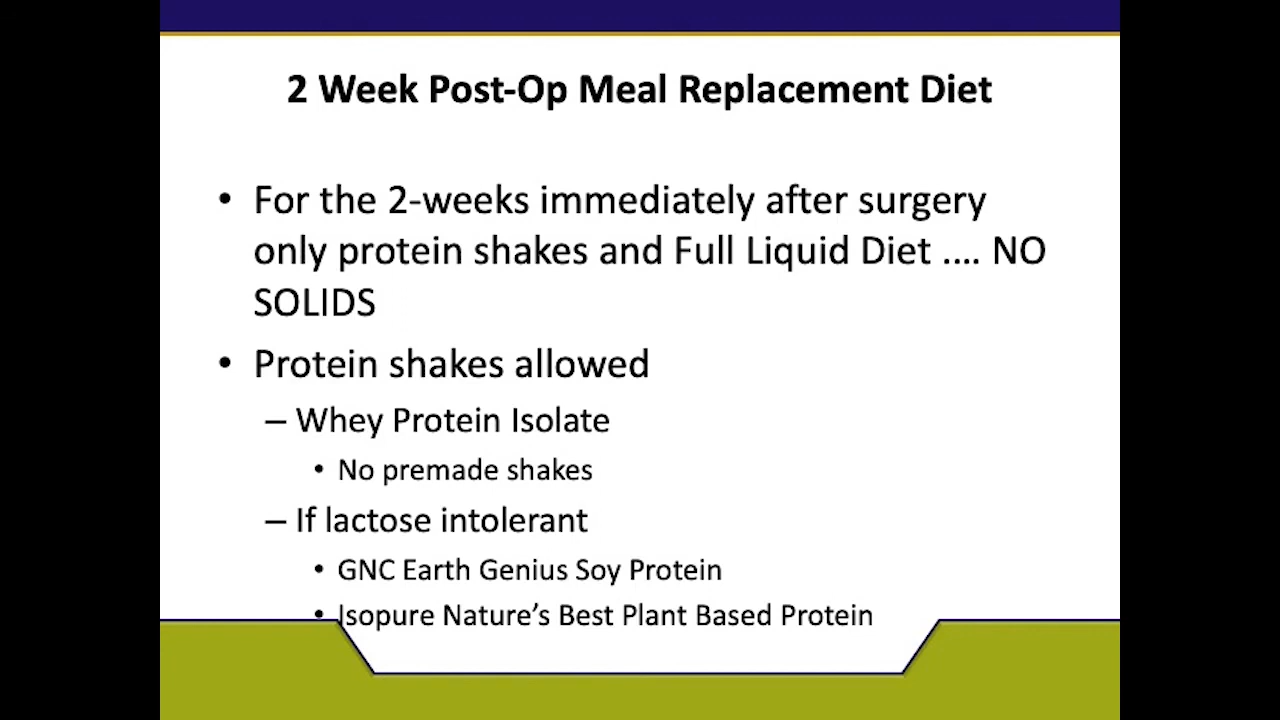 2 Week Post-Op Meal Replacement Diet
• For the 2-weeks immediately after surgery
only protein shakes and Full Liquid Diet .... NO
SOLIDS
• Protein shakes allowed
– Whey Protein Isolate
• No premade shakes
– If lactose intolerant
• GNC Earth Genius Soy Protein
• Isopure Nature's Best Plant Based Protein